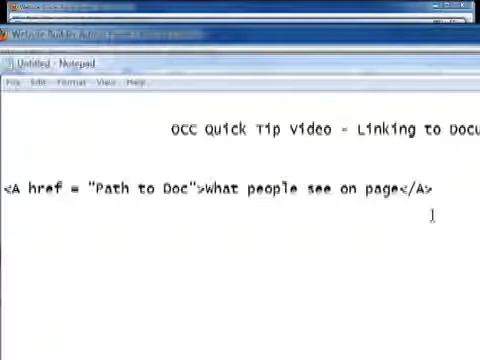 Untitled - Notepad
File Edit Format View Help
OCC Quick Tip Video - Linking to Docu
<A href = "Path to Doc">What people see on page</A>